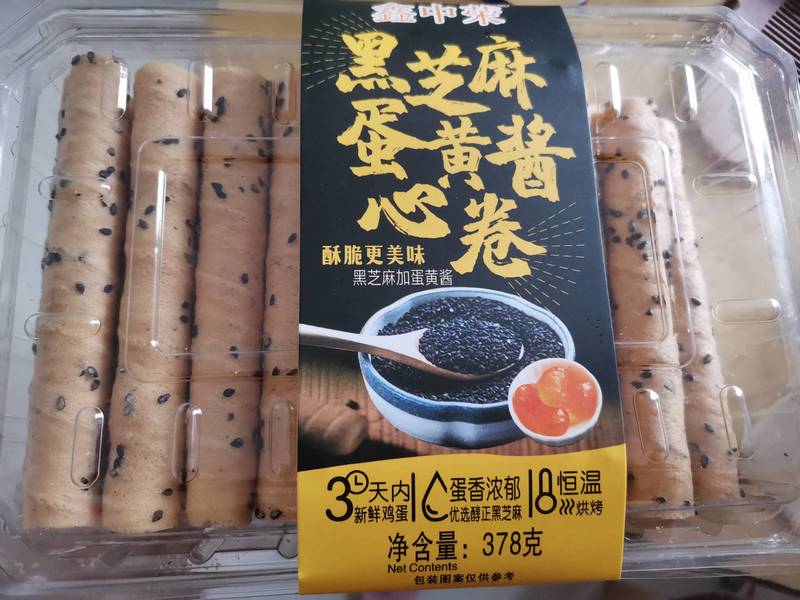 鑫中荣
黑芝麻
蛋黄酱
心卷
酥脆更美味
黑芝麻加蛋黄酱
3天内
新鲜鸡蛋
蛋香浓郁
优选醇正黑芝麻
恒温
烘烤
净含量：378克
Net Contents
包装图案仅供参考